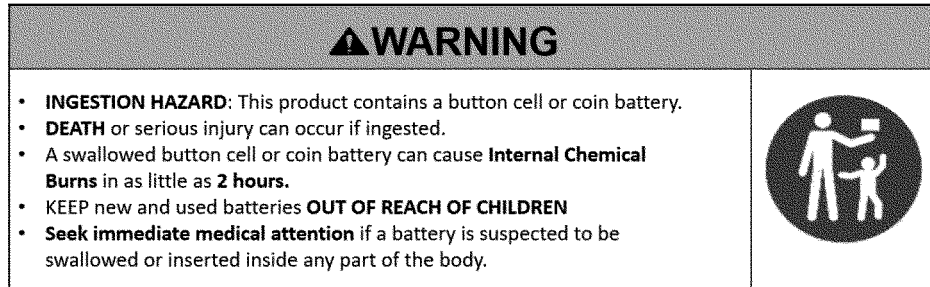 ⚠WARNING
• INGESTION HAZARD: This product contains a button cell or coin battery.
• DEATH or serious injury can occur if ingested.
• A swallowed button cell or coin battery can cause Internal Chemical
Burns in as little as 2 hours.
• KEEP new and used batteries OUT OF REACH OF CHILDREN
• Seek immediate medical attention if a battery is suspected to be
swallowed or inserted inside any part of the body.